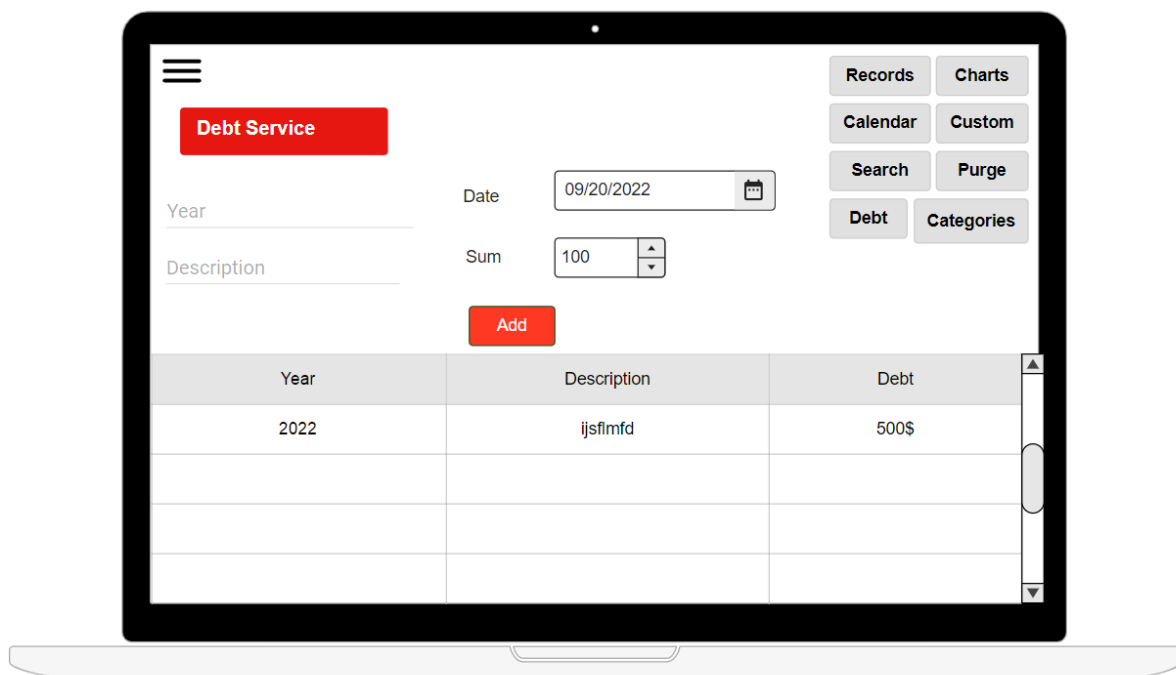 Records Charts
Debt Service
Calendar Custom
Search Purge
Date 09/20/2022
Year
Debt Categories
Sum 100
Description
Add
Year Description Debt
2022 ijsflmfd 500$